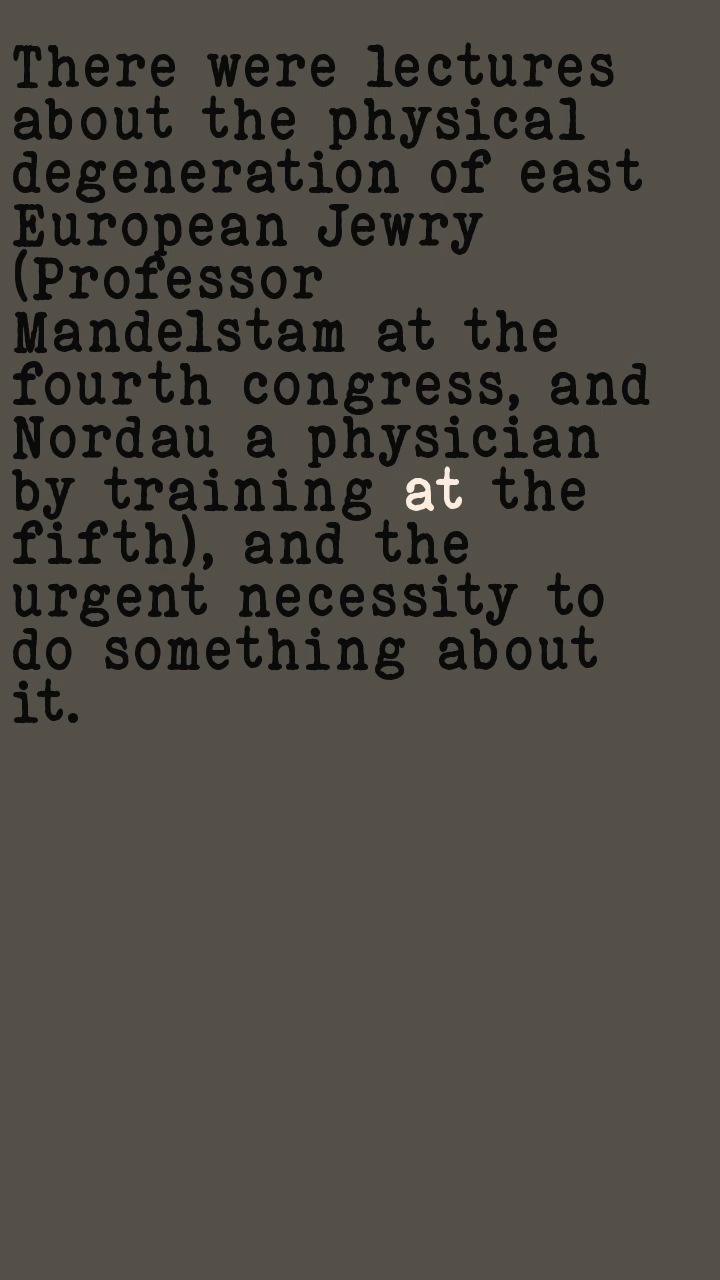 There were lectures
about the physical
degeneration of east
European Jewry
(Professor
Mandelstam at the
fourth congress, and
Nordau a physician
by training at the
fifth), and the
urgent necessity to
do something about
it.